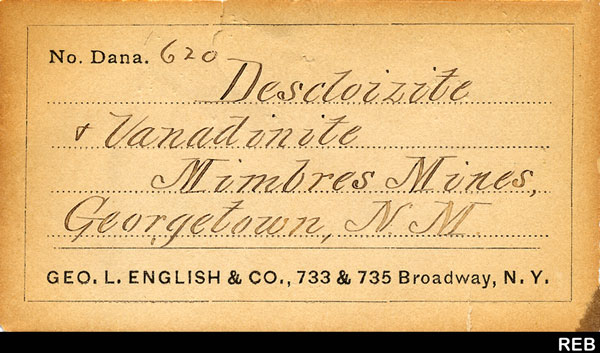 No. Dana. 620
Descloizite
& Vanadinite
Mimbres Mines,
Georgetown, N.M.
GEO. L. ENGLISH & CO., 733 & 735 Broadway, N. Y.
REB